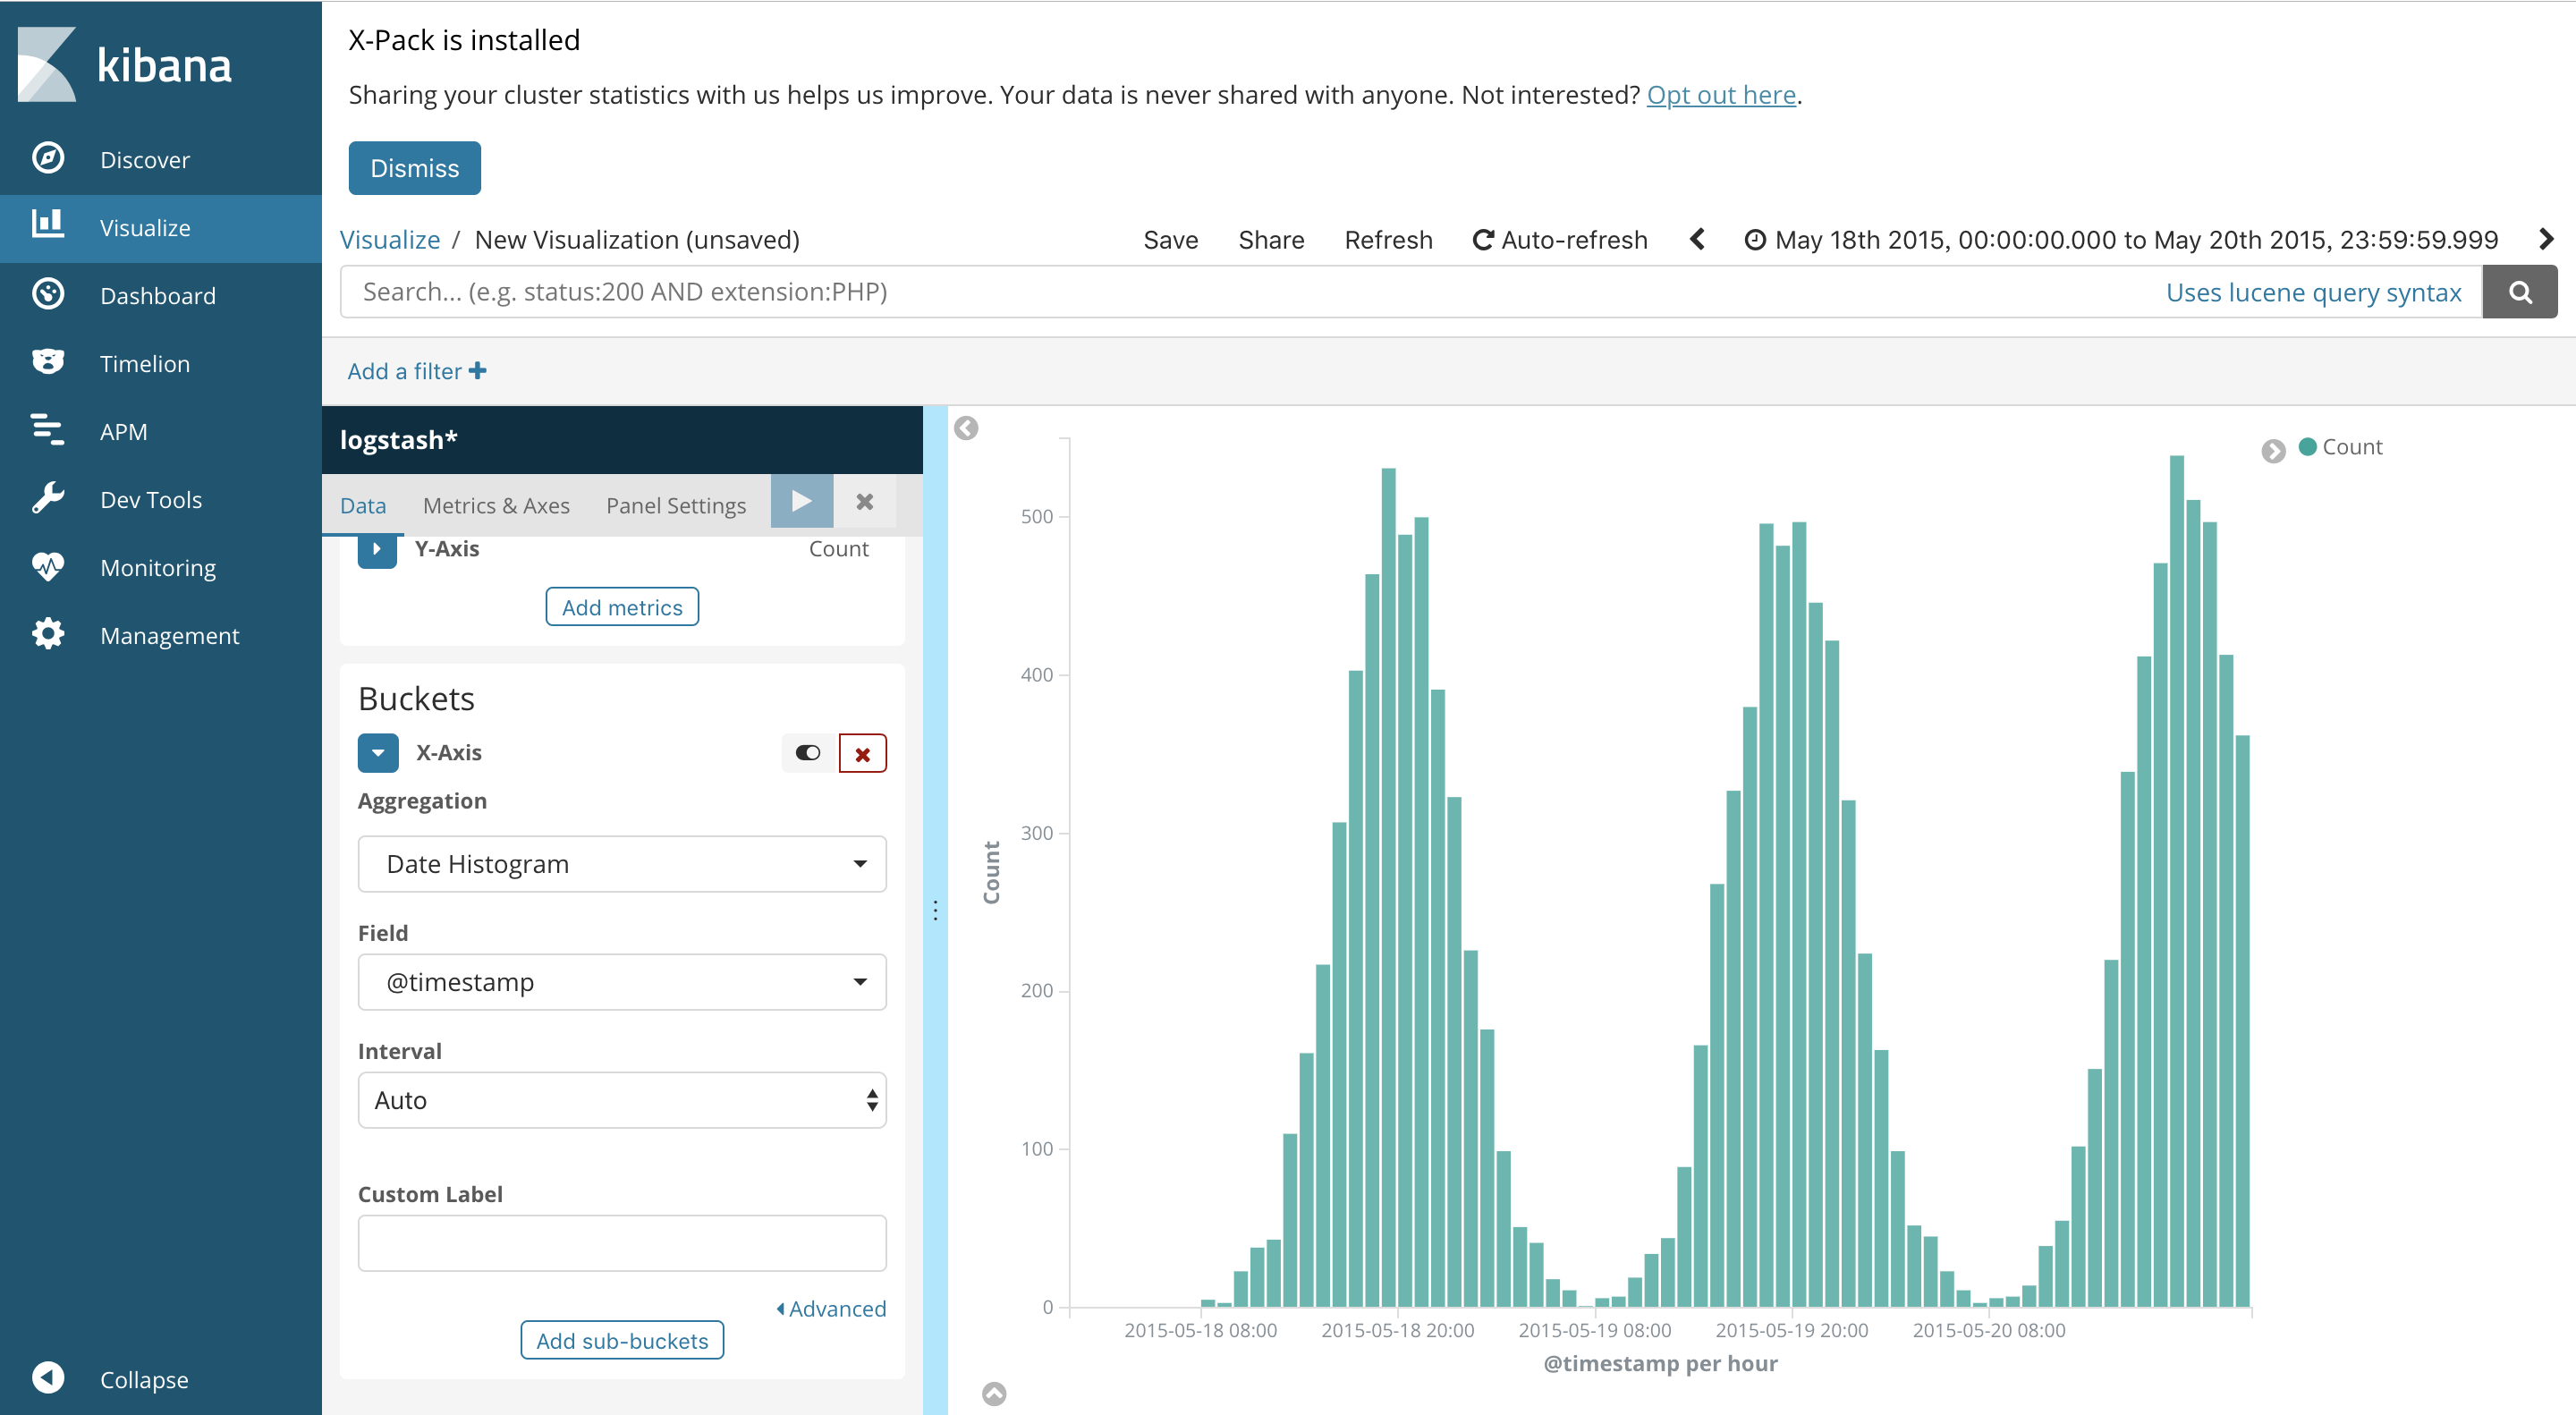 kibana
Discover
Visualize
Dashboard
Timelion
APM
Dev Tools
Monitoring
Management
Collapse
X-Pack is installed
Sharing your cluster statistics with us helps us improve. Your data is never shared with anyone. Not interested? Opt out here.
Dismiss
Visualize / New Visualization (unsaved)
Save Share Refresh Auto-refresh May 18th 2015, 00:00:00.000 to May 20th 2015, 23:59:59.999
Search... (e.g. status:200 AND extension:PHP) Uses lucene query syntax
Add a filter
logstash*
Data Metrics & Axes Panel Settings
Y-Axis Count
Add metrics
Buckets
X-Axis
Aggregation
Date Histogram
Field
@timestamp
Interval
Auto
Custom Label
Advanced
Add sub-buckets
Count
500
400
300
200
100
0
Count
2015-05-18 08:00 2015-05-18 20:00 2015-05-19 08:00 2015-05-19 20:00 2015-05-20 08:00
@timestamp per hour